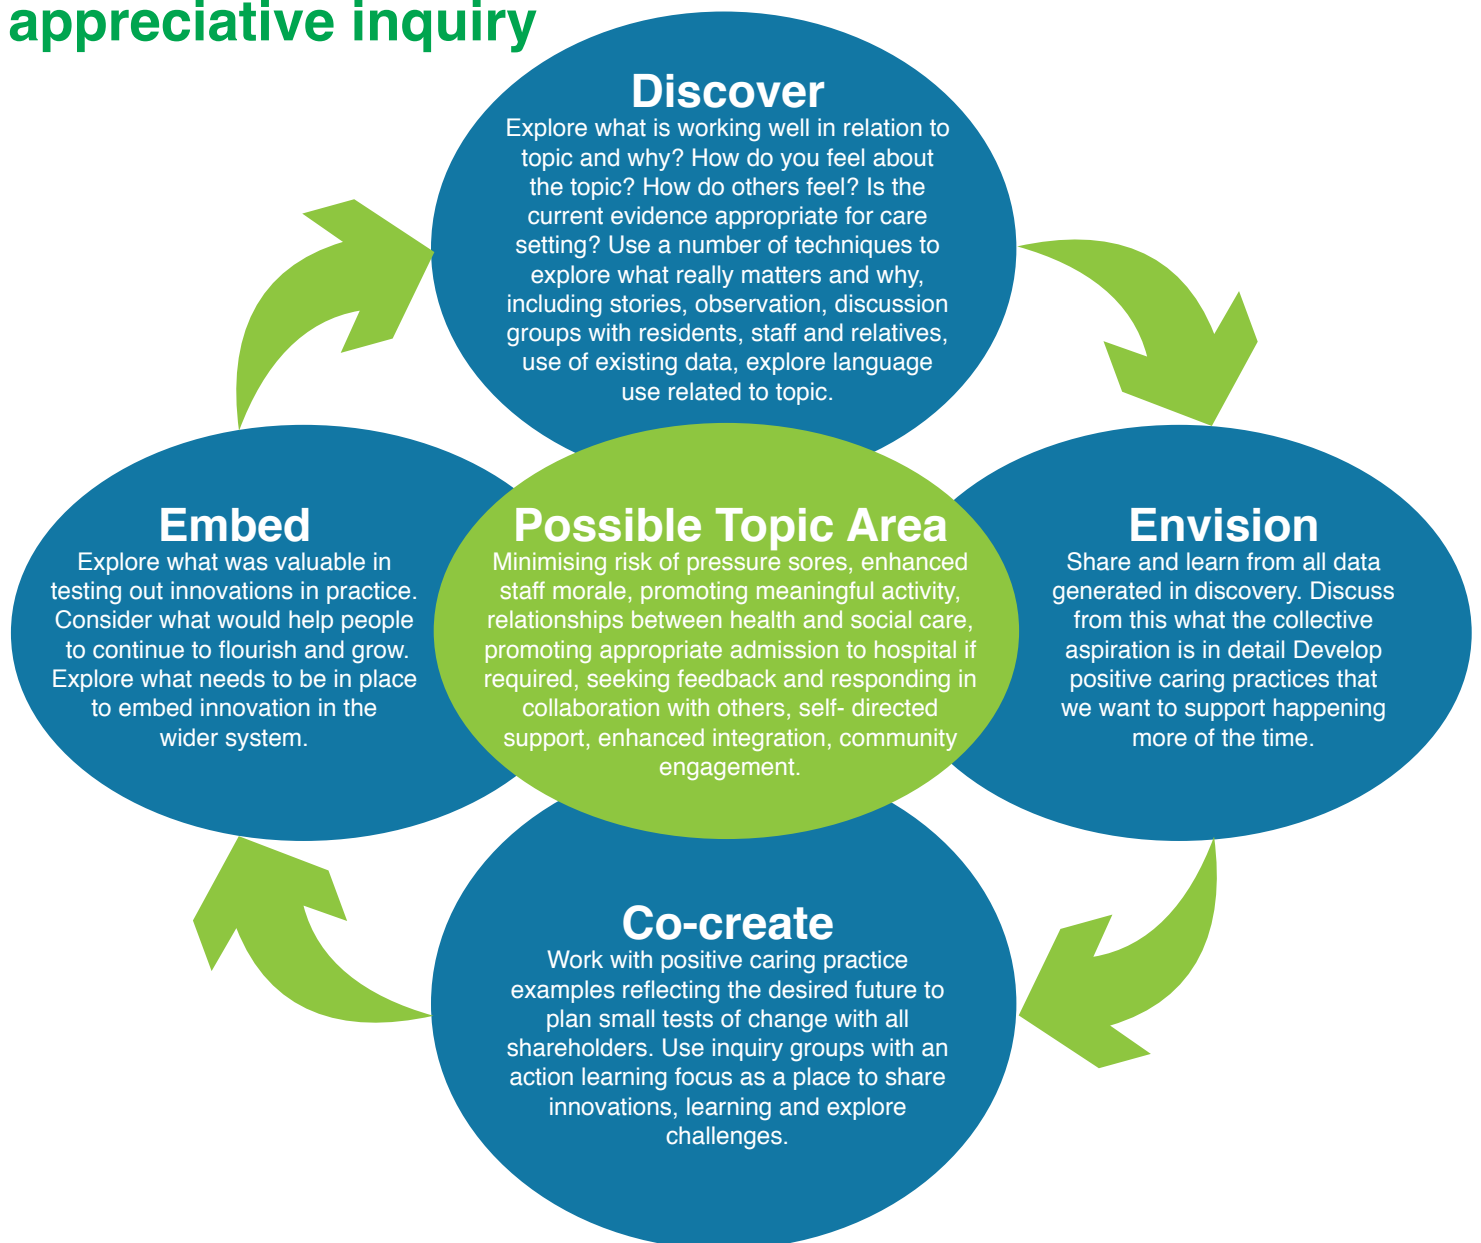 appreciative inquiry
Discover
Explore what is working well in relation to
topic and why? How do you feel about
the topic? How do others feel? Is the
current evidence appropriate for care
setting? Use a number of techniques to
explore what really matters and why,
including stories, observation, discussion
groups with residents, staff and relatives,
use of existing data, explore language
use related to topic.
Embed
Explore what was valuable in
testing out innovations in practice.
Consider what would help people
to continue to flourish and grow.
Explore what needs to be in place
to embed innovation in the
wider system.
Possible Topic Area
Minimising risk of pressure sores, enhanced
staff morale, promoting meaningful activity,
relationships between health and social care,
promoting appropriate admission to hospital if
required, seeking feedback and responding in
collaboration with others, self- directed
support, enhanced integration, community
engagement.
Envision
Share and learn from all data
generated in discovery. Discuss
from this what the collective
aspiration is in detail Develop
positive caring practices that
we want to support happening
more of the time.
Co-create
Work with positive caring practice
examples reflecting the desired future to
plan small tests of change with all
shareholders. Use inquiry groups with an
action learning focus as a place to share
innovations, learning and explore
challenges.